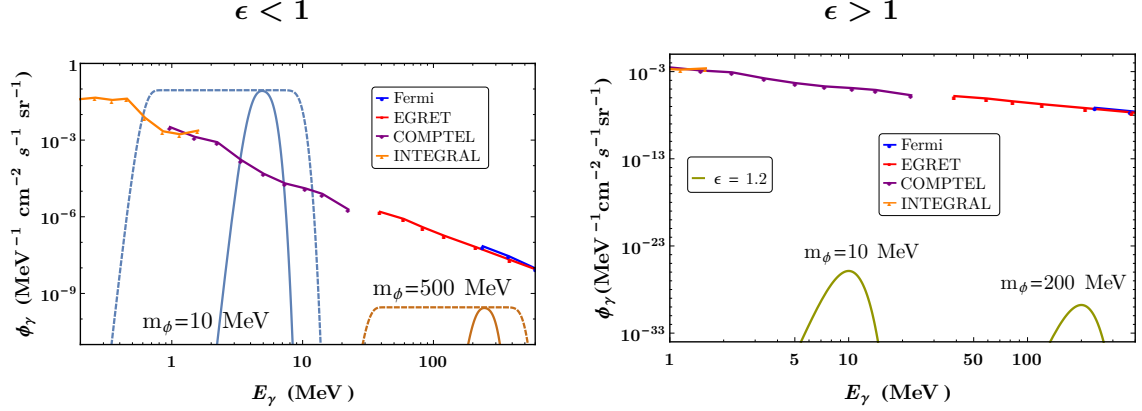 ϵ < 1
ϕγ (MeV⁻¹ cm⁻² s⁻¹ sr⁻¹)
1
10⁻³
10⁻⁶
10⁻⁹
Fermi
EGRET
COMPTEL
INTEGRAL
mϕ=500 MeV
mϕ=10 MeV
1 10 100
Eγ (MeV)
ϵ > 1
ϕγ (MeV⁻¹cm⁻² s⁻¹sr⁻¹)
10⁻³
10⁻¹³
10⁻²³
10⁻³³
ϵ = 1.2
Fermi
EGRET
COMPTEL
INTEGRAL
mϕ=10 MeV
mϕ=200 MeV
1 5 10 50 100
Eγ (MeV)